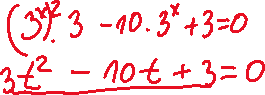 (3^x)^2 · 3 - 10 · 3^x + 3 = 0
3t^2 - 10t + 3 = 0